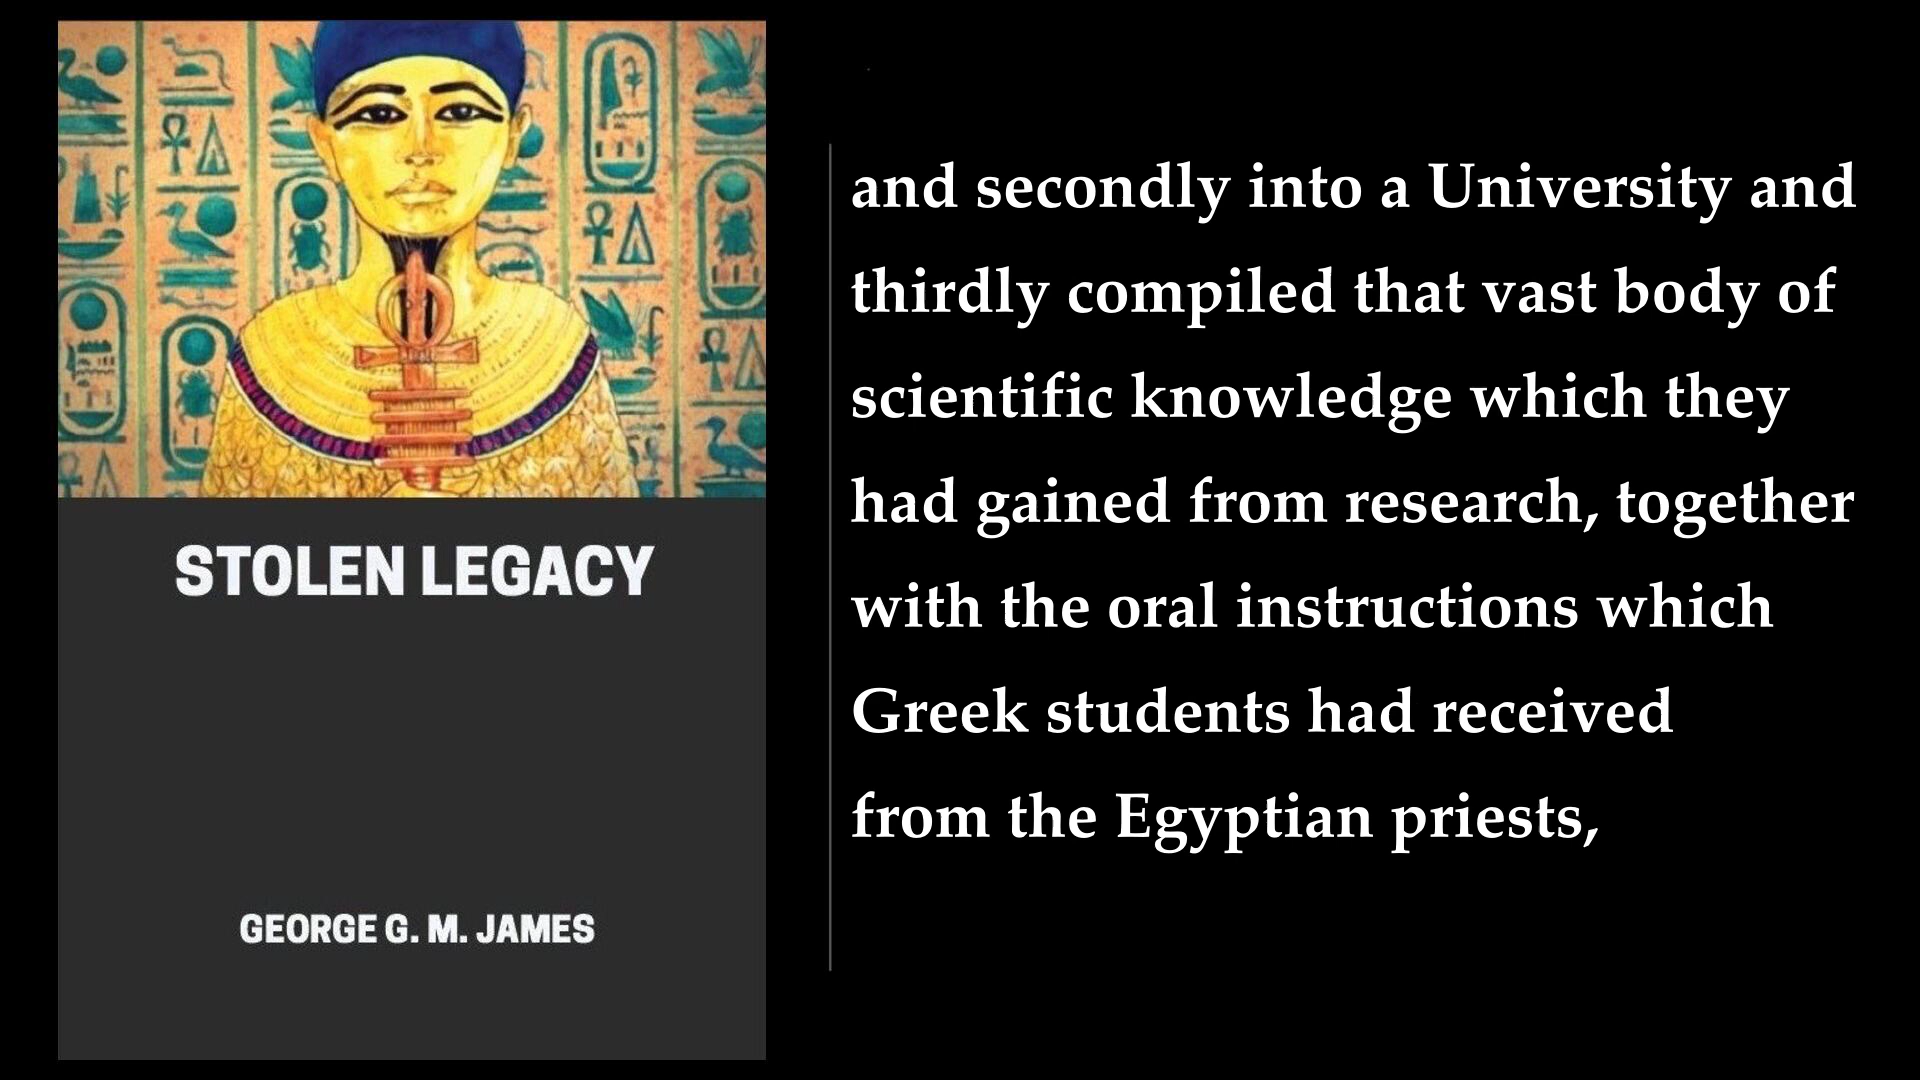 STOLEN LEGACY
GEORGE G. M. JAMES
and secondly into a University and
thirdly compiled that vast body of
scientific knowledge which they
had gained from research, together
with the oral instructions which
Greek students had received
from the Egyptian priests,